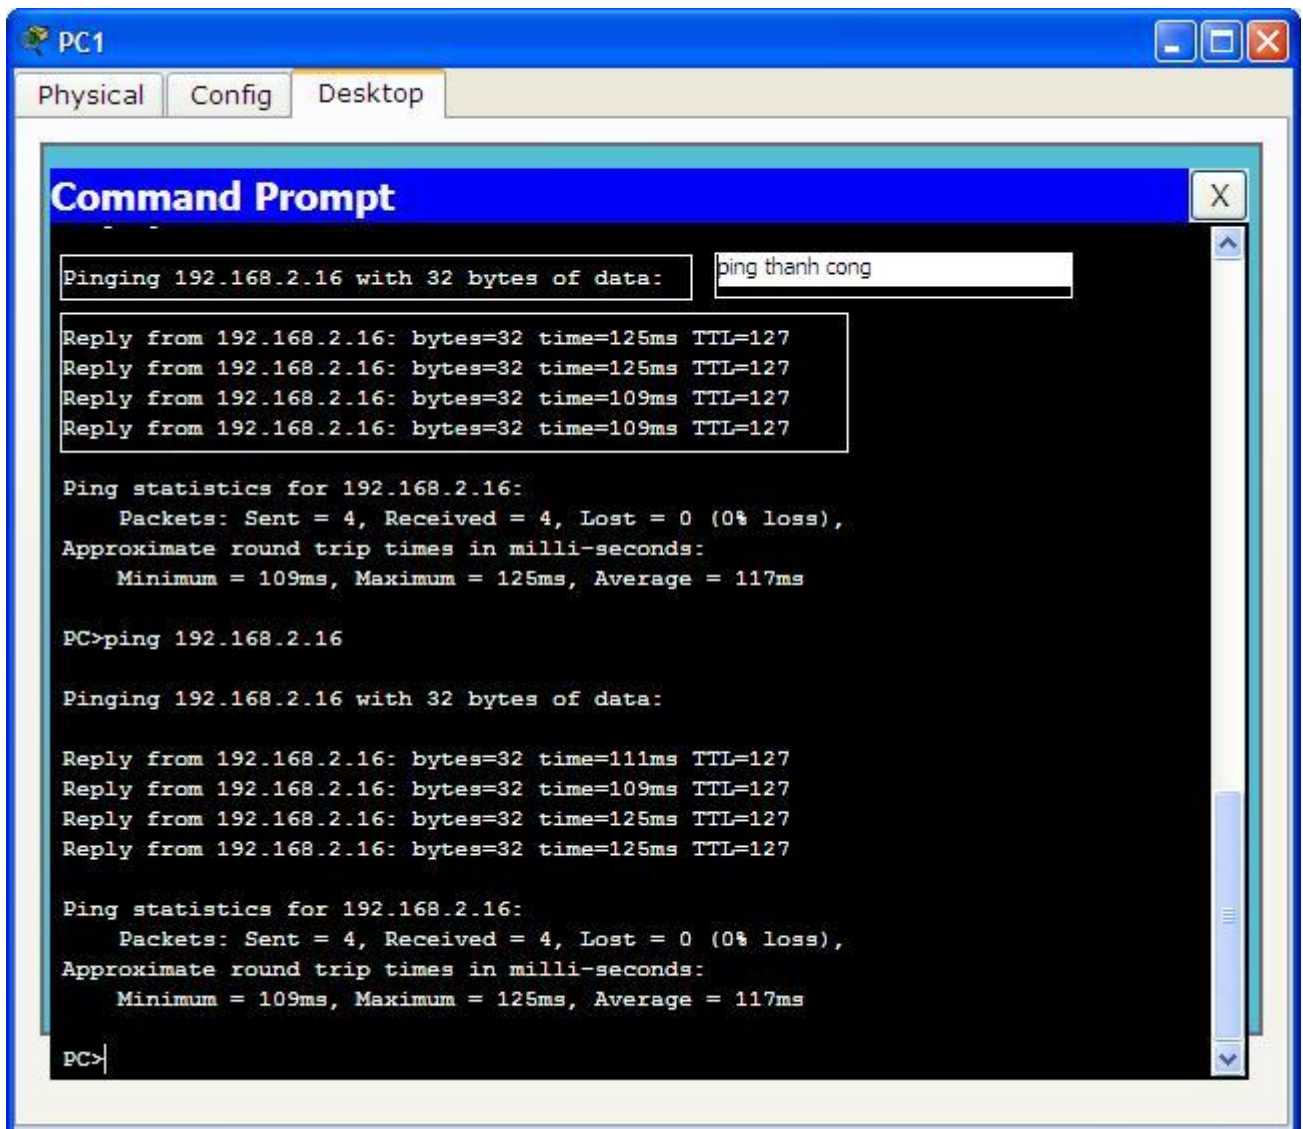 PC1
Physical Config Desktop
Command Prompt X
Pinging 192.168.2.16 with 32 bytes of data: ping thanh cong
Reply from 192.168.2.16: bytes=32 time=125ms TTL=127
Reply from 192.168.2.16: bytes=32 time=125ms TTL=127
Reply from 192.168.2.16: bytes=32 time=109ms TTL=127
Reply from 192.168.2.16: bytes=32 time=109ms TTL=127
Ping statistics for 192.168.2.16:
Packets: Sent = 4, Received = 4, Lost = 0 (0% loss),
Approximate round trip times in milli-seconds:
Minimum = 109ms, Maximum = 125ms, Average = 117ms
PC>ping 192.168.2.16
Pinging 192.168.2.16 with 32 bytes of data:
Reply from 192.168.2.16: bytes=32 time=111ms TTL=127
Reply from 192.168.2.16: bytes=32 time=109ms TTL=127
Reply from 192.168.2.16: bytes=32 time=125ms TTL=127
Reply from 192.168.2.16: bytes=32 time=125ms TTL=127
Ping statistics for 192.168.2.16:
Packets: Sent = 4, Received = 4, Lost = 0 (0% loss),
Approximate round trip times in milli-seconds:
Minimum = 109ms, Maximum = 125ms, Average = 117ms
PC>